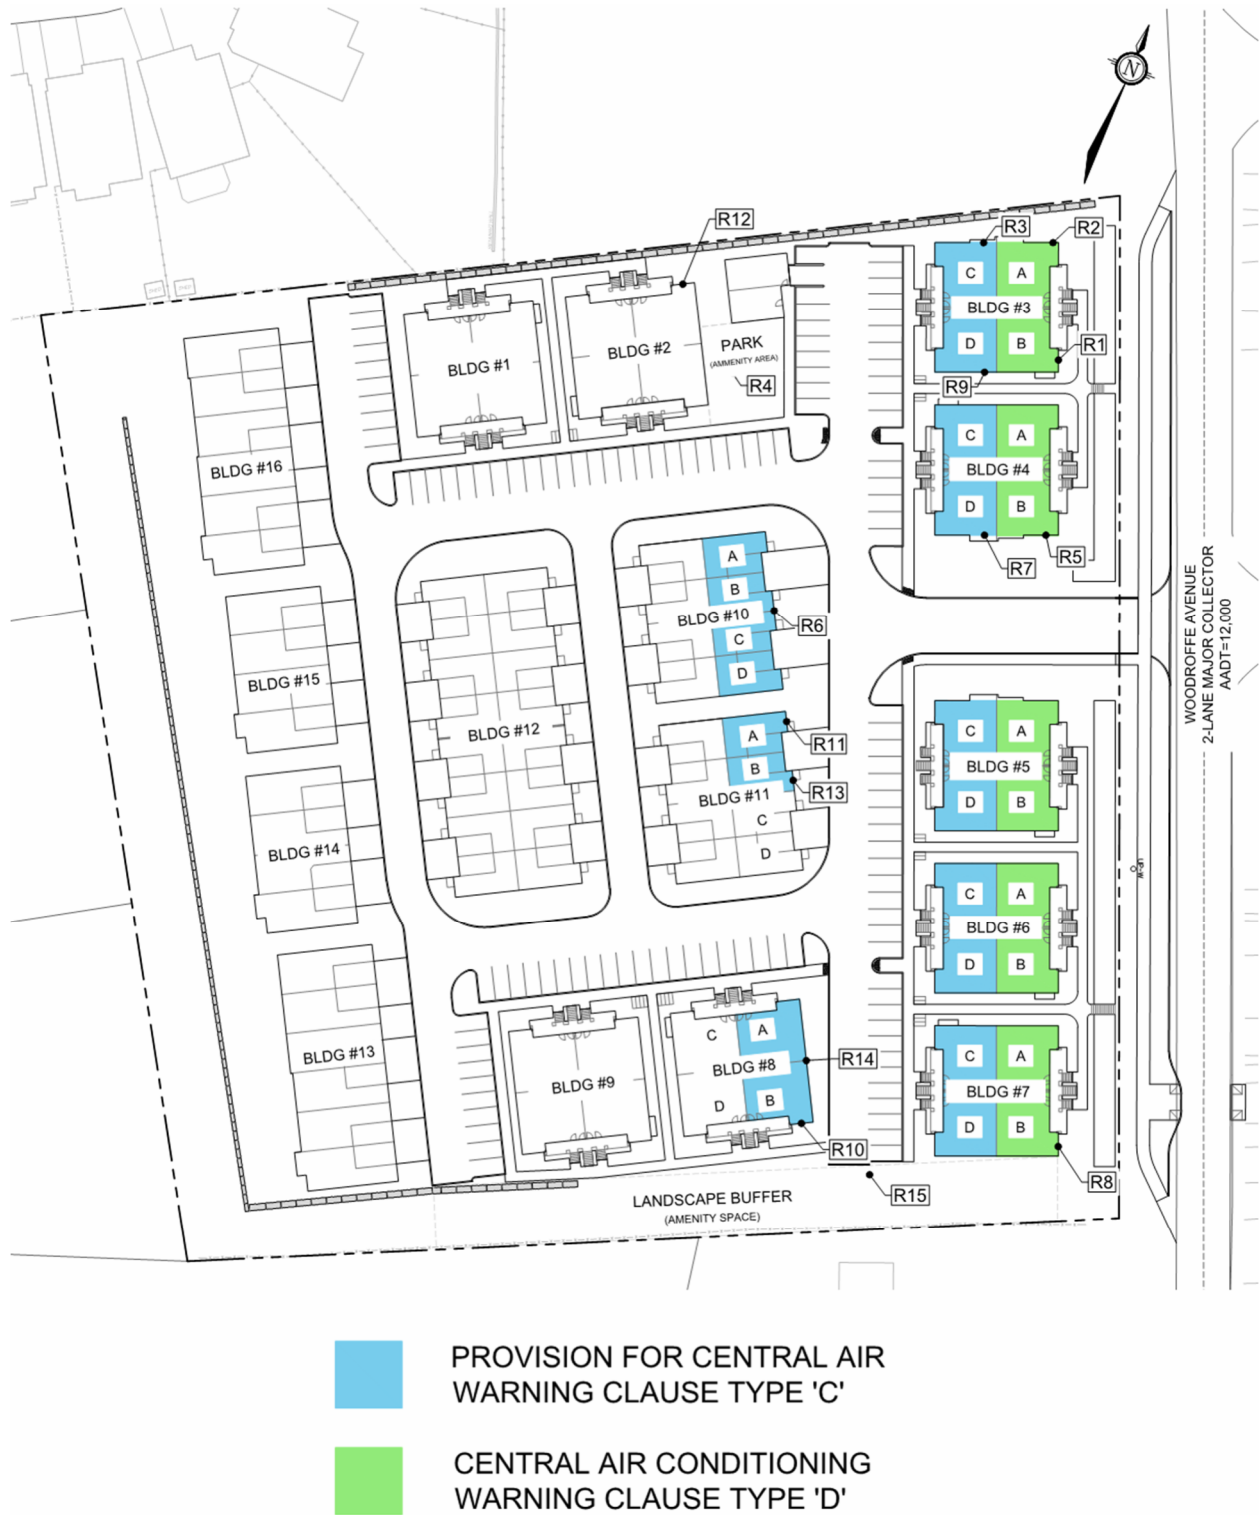 N
R12
R3
R2
C
A
BLDG #3
D
B
R1
R9
BLDG #1
BLDG #2
PARK
(AMMENITY AREA)
R4
C
A
BLDG #4
D
B
R7
R5
BLDG #16
A
B
BLDG #10
R6
C
D
WOODROFFE AVENUE
2-LANE MAJOR COLLECTOR
AADT=12,000
BLDG #15
BLDG #12
A
R11
B
R13
BLDG #11
C
D
C
A
BLDG #5
D
B
BLDG #14
UP-W
C
A
BLDG #6
D
B
BLDG #13
BLDG #9
C
A
BLDG #8
R14
D
B
R10
C
A
BLDG #7
D
B
R8
R15
LANDSCAPE BUFFER
(AMENITY SPACE)
PROVISION FOR CENTRAL AIR
WARNING CLAUSE TYPE 'C'
CENTRAL AIR CONDITIONING
WARNING CLAUSE TYPE 'D'